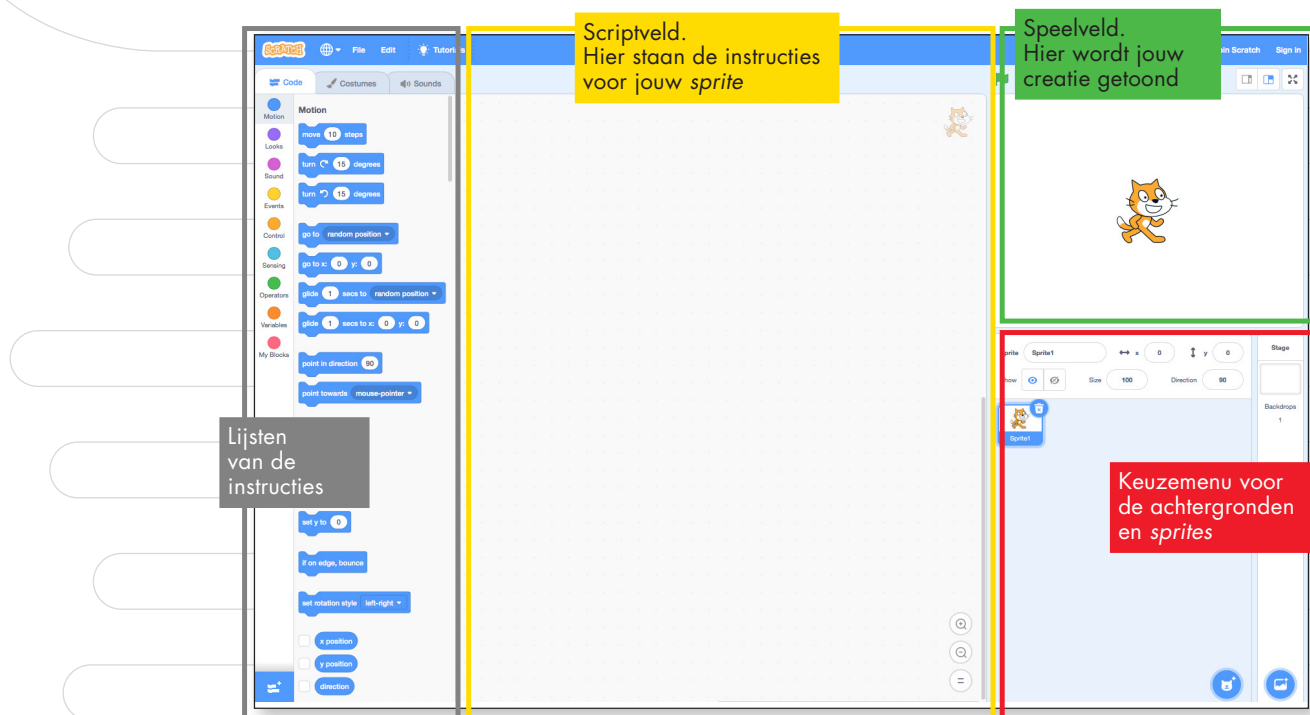 Scriptveld.
Hier staan de instructies
voor jouw sprite
Speelveld.
Hier wordt jouw
creatie getoond
SCRATCH File Edit Tutorials
in Scratch Sign in
Code Costumes Sounds
Motion
Looks
Sound
Events
Control
Sensing
Operators
Variables
My Blocks
Motion
move 10 steps
turn 15 degrees
turn 15 degrees
go to random position
go to x: 0 y: 0
glide 1 secs to random position
glide 1 secs to x: 0 y: 0
point in direction 90
point towards mouse-pointer
Lijsten
van de
instructies
set y to 0
if on edge, bounce
set rotation style left-right
x position
y position
direction
prite Sprite1 x 0 y 0
how Size 100 Direction 90
Sprite1
Stage
Backdrops
1
Keuzemenu voor
de achtergronden
en sprites